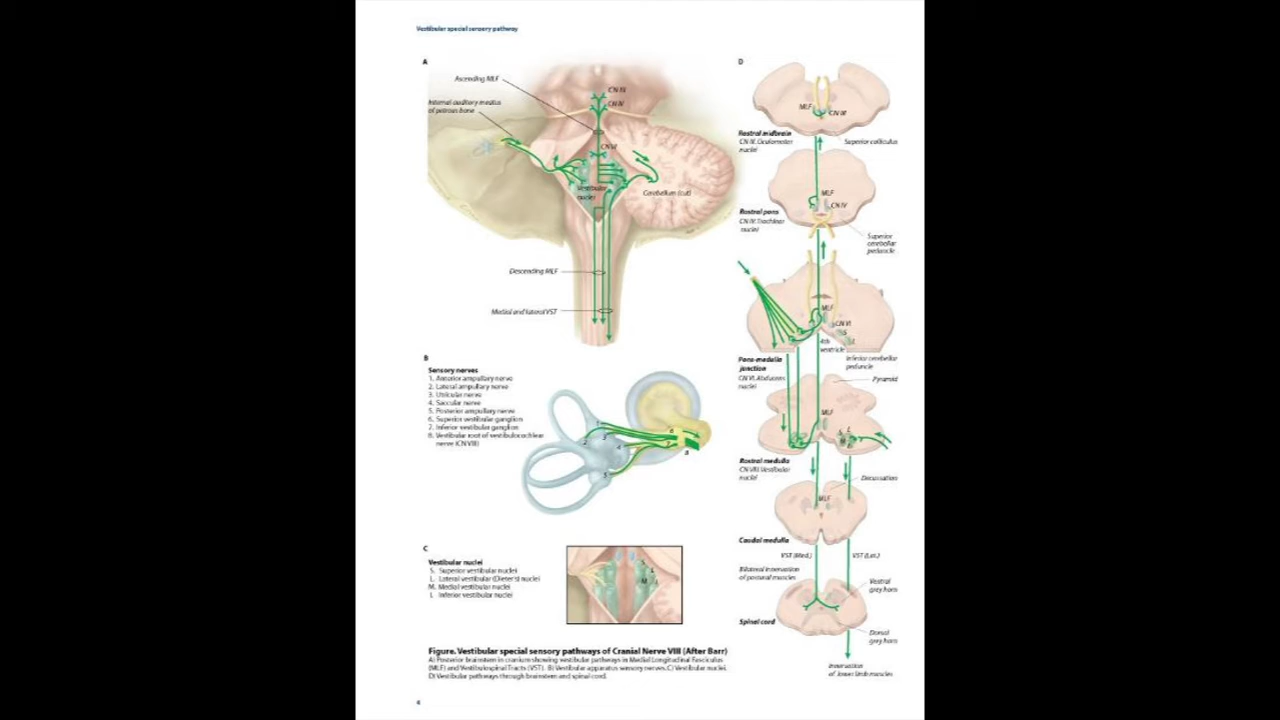 Vestibular special sensory pathway
A
Ascending MLF
Internal auditory meatus
of petrous bone
CN III
CN IV
CN VI
Vestibular
nuclei
Cerebellum (cut)
Descending MLF
Medial and lateral VST
B
Sensory nerves
1. Anterior ampullary nerve
2. Lateral ampullary nerve
3. Utricular nerve
4. Saccular nerve
5. Posterior ampullary nerve
6. Superior vestibular ganglion
7. Inferior vestibular ganglion
8. Vestibular root of vestibulocochlear
nerve (CN VIII)
1
2
3
4
5
6
7
8
C
Vestibular nuclei
S. Superior vestibular nuclei
L. Lateral vestibular (Dieter's) nuclei
M. Medial vestibular nuclei
I. Inferior vestibular nuclei
L
M
D
MLF
CN III
Rostral midbrain
CN III. Oculomotor
nuclei
Superior colliculus
MLF
CN IV
Rostral pons
CN IV. Trochlear
nuclei
Superior
cerebellar
peduncle
MLF
CN VI
S
L
4th
ventricle
Inferior cerebellar
peduncle
Pons-medulla
junction
CN VI. Abducens
nuclei
Pyramid
MLF
L
Rostral medulla
CN VIII. Vestibular
nuclei
Decussation
MLF
Caudal medulla
VST (Med.)
VST (Lat.)
Bilateral innervation
of postural muscles
Ventral
grey horn
Spinal cord
Dorsal
grey horn
Innervation
of lower limb muscles
Figure. Vestibular special sensory pathways of Cranial Nerve VIII (After Barr)
A) Posterior brainstem in cranium showing vestibular pathways in Medial Longitudinal Fasciculus
(MLF) and Vestibulospinal Tracts (VST). B) Vestibular apparatus sensory nerves. C) Vestibular nuclei.
D) Vestibular pathways through brainstem and spinal cord.
4